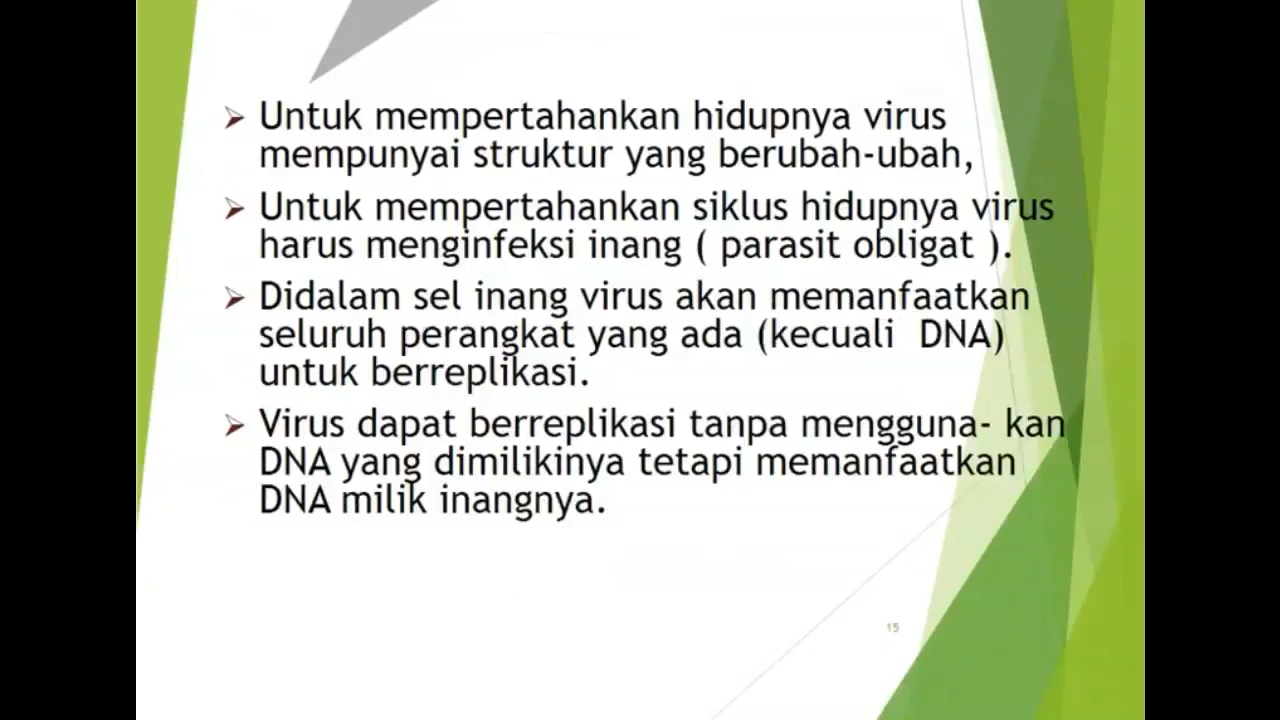 ➢ Untuk mempertahankan hidupnya virus
mempunyai struktur yang berubah-ubah,
➢ Untuk mempertahankan siklus hidupnya virus
harus menginfeksi inang ( parasit obligat ).
➢ Didalam sel inang virus akan memanfaatkan
seluruh perangkat yang ada (kecuali  DNA)
untuk berreplikasi.
➢ Virus dapat berreplikasi tanpa mengguna- kan
DNA yang dimilikinya tetapi memanfaatkan
DNA milik inangnya.
15